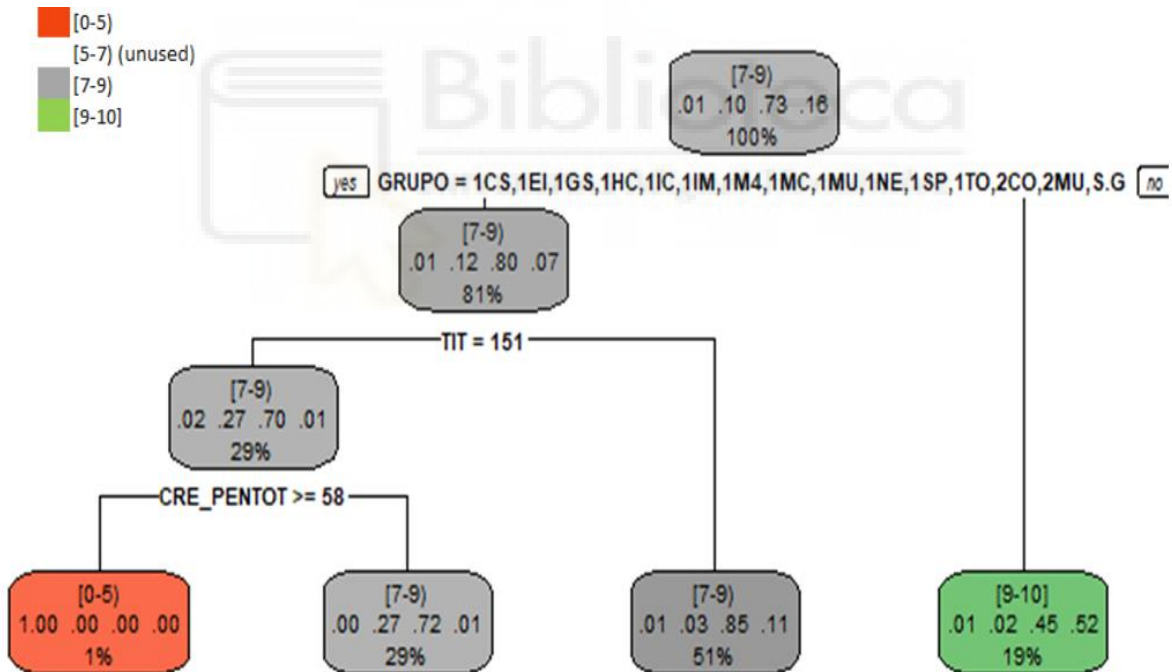 [0-5)
[5-7) (unused)
[7-9)
[9-10]
Biblioteca
[7-9)
.01 .10 .73 .16
100%
yes GRUPO = 1CS,1EI,1GS,1HC,1IC,1IM,1M4,1MC,1MU,1NE,1SP,1TO,2CO,2MU,S.G no
[7-9)
.01 .12 .80 .07
81%
TIT = 151
[7-9)
.02 .27 .70 .01
29%
CRE_PENTOT >= 58
[0-5)
1.00 .00 .00 .00
1%
[7-9)
.00 .27 .72 .01
29%
[7-9)
.01 .03 .85 .11
51%
[9-10]
.01 .02 .45 .52
19%